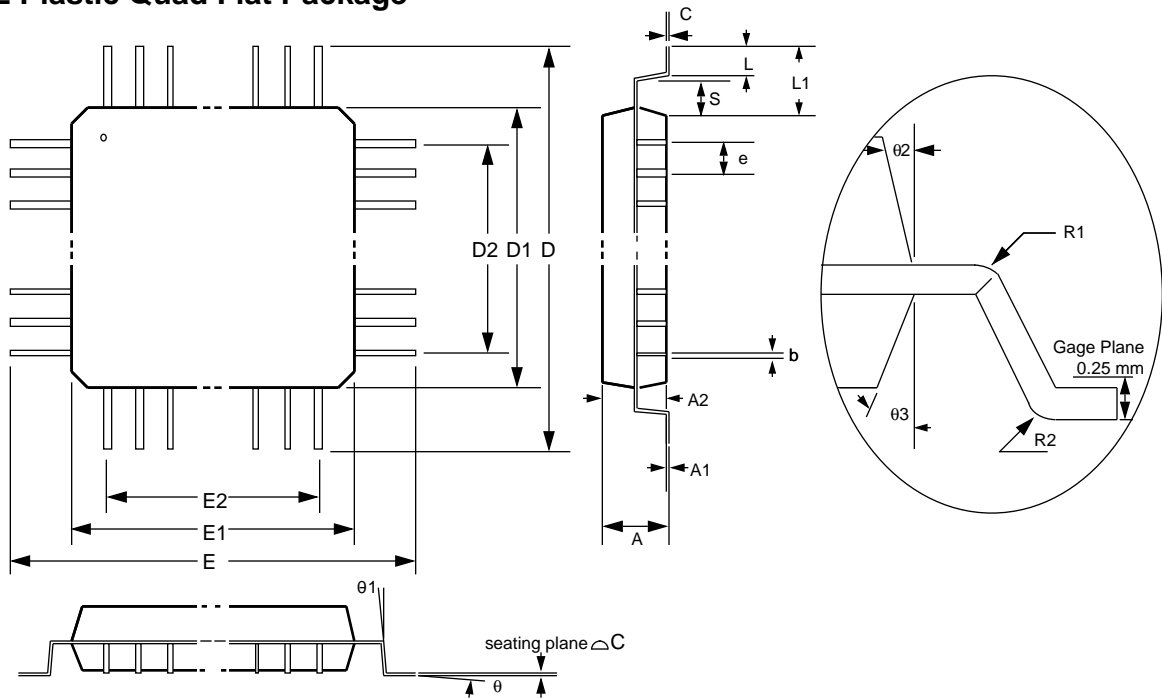 Plastic Quad Flat Package
C
L
L1
S
e
θ2
R1
D2
D1
D
Gage Plane
0.25 mm
b
A2
θ3
R2
A1
E2
E1
A
E
θ1
seating plane ⌓C
θ